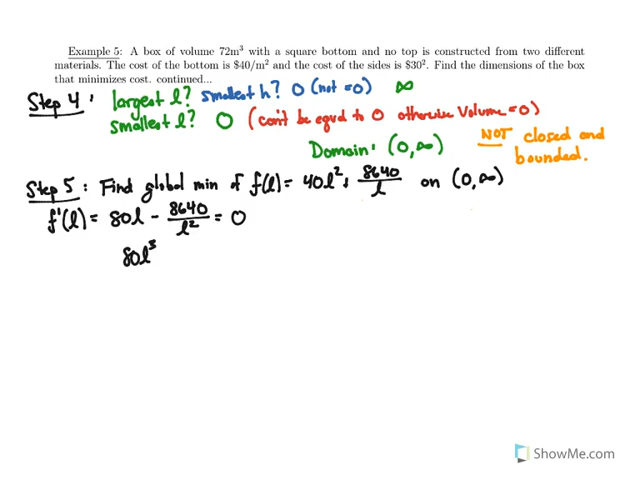 Example 5: A box of volume 72m³ with a square bottom and no top is constructed from two different
materials. The cost of the bottom is $40/m² and the cost of the sides is $30². Find the dimensions of the box
that minimizes cost. continued...
Step 4: largest l? smallest h? 0 (not =0) ∞
smallest l? 0 (can't be equal to 0 otherwise Volume = 0)
Domain: (0,∞)
NOT closed and
bounded.
Step 5: Find global min of f(l) = 40l² + 8640/l on (0,∞)
f'(l) = 80l - 8640/l² = 0
80l³
ShowMe.com